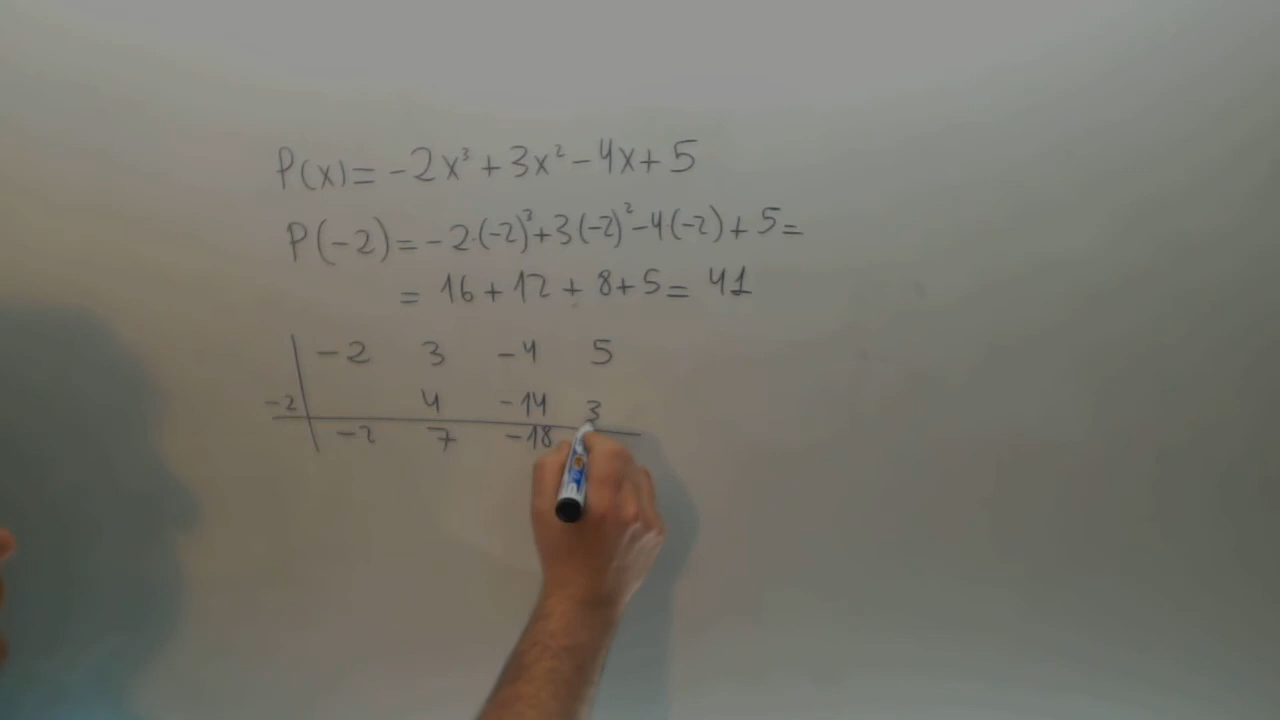 P(x) = -2x³ + 3x² - 4x + 5
P(-2) = -2·(-2)³ + 3(-2)² - 4(-2) + 5 =
= 16 + 12 + 8 + 5 = 41
-2 3 -4 5
-2 4 -14 3
-2 7 -18